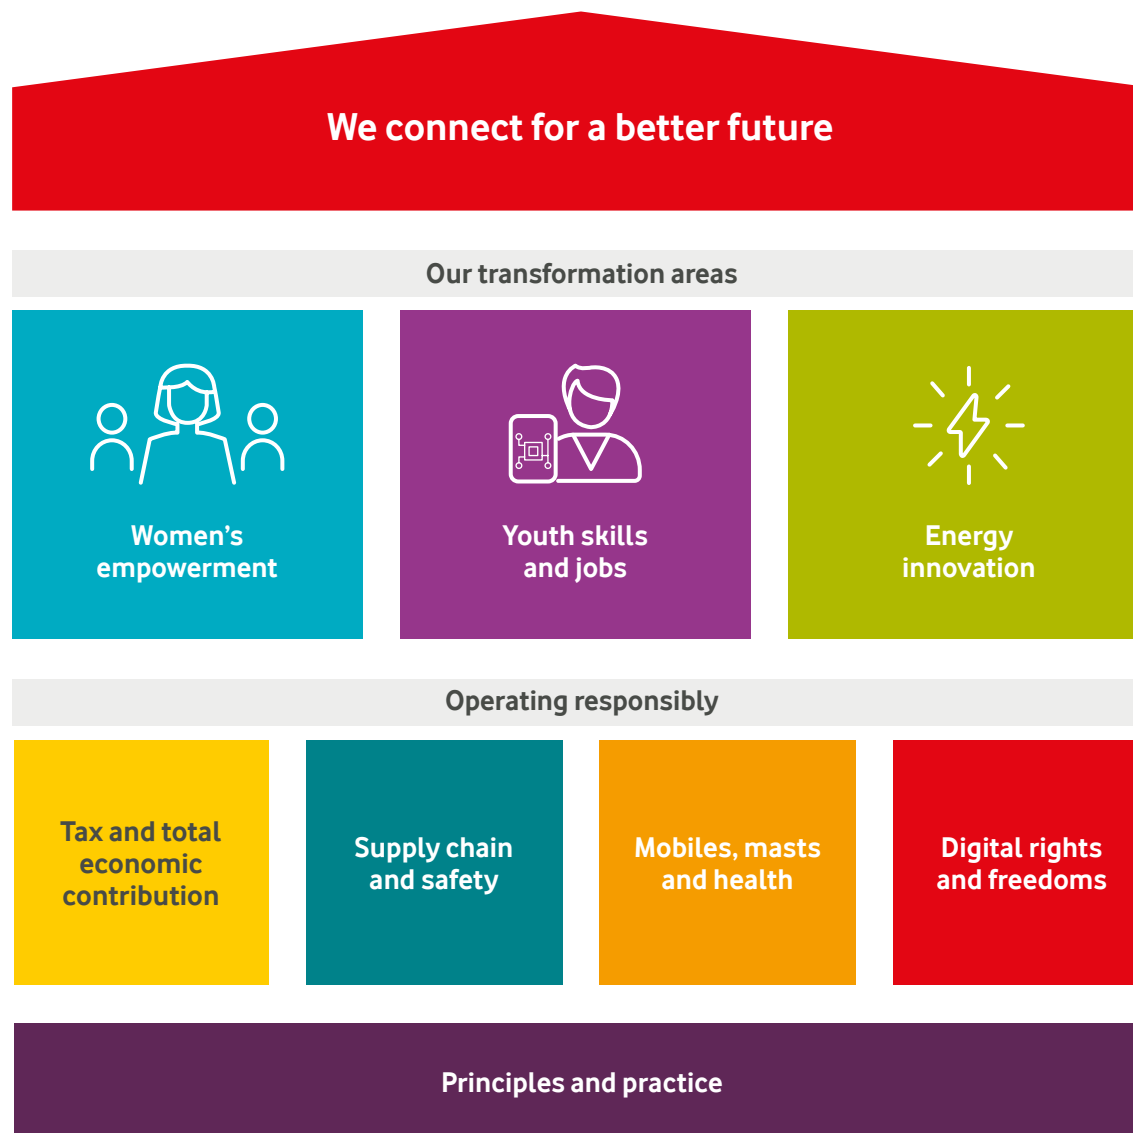 We connect for a better future
Our transformation areas
Women’s
empowerment
Youth skills
and jobs
Energy
innovation
Operating responsibly
Tax and total
economic
contribution
Supply chain
and safety
Mobiles, masts
and health
Digital rights
and freedoms
Principles and practice